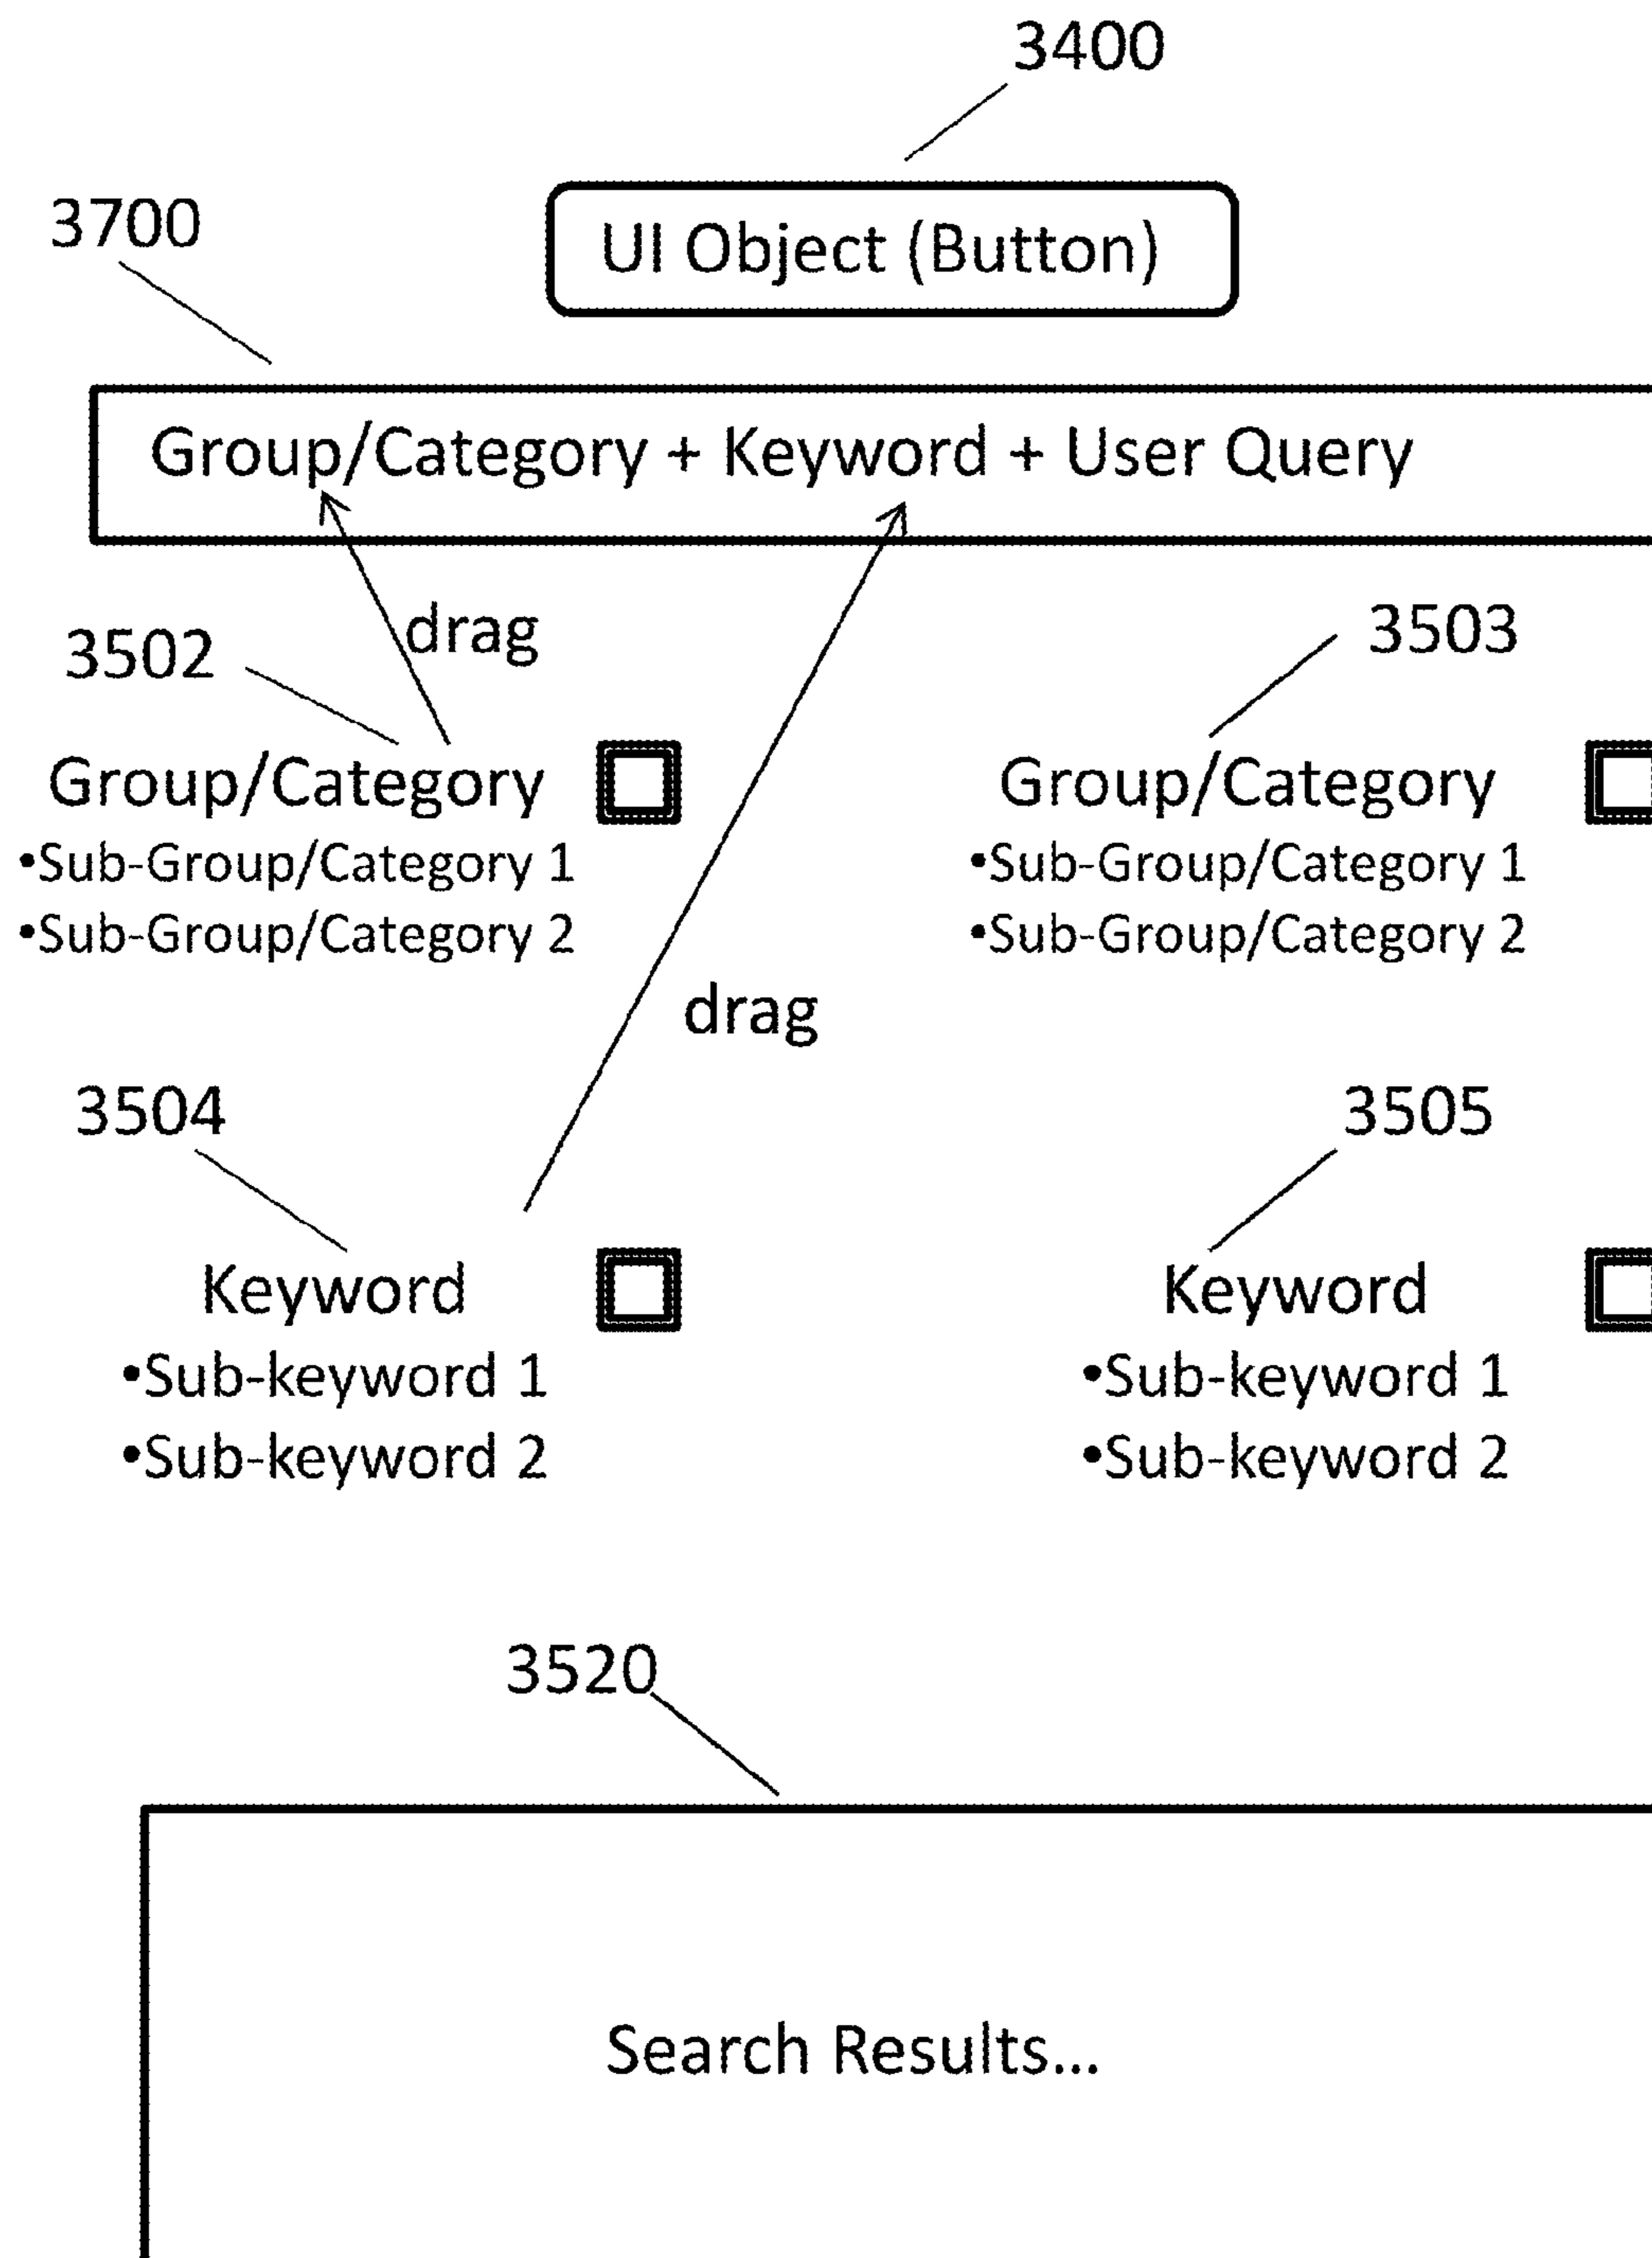 3400
3700
UI Object (Button)
Group/Category + Keyword + User Query
drag
3502
3503
Group/Category
Group/Category
•Sub-Group/Category 1
•Sub-Group/Category 1
•Sub-Group/Category 2
•Sub-Group/Category 2
drag
3504
3505
Keyword
Keyword
•Sub-keyword 1
•Sub-keyword 1
•Sub-keyword 2
•Sub-keyword 2
3520
Search Results...